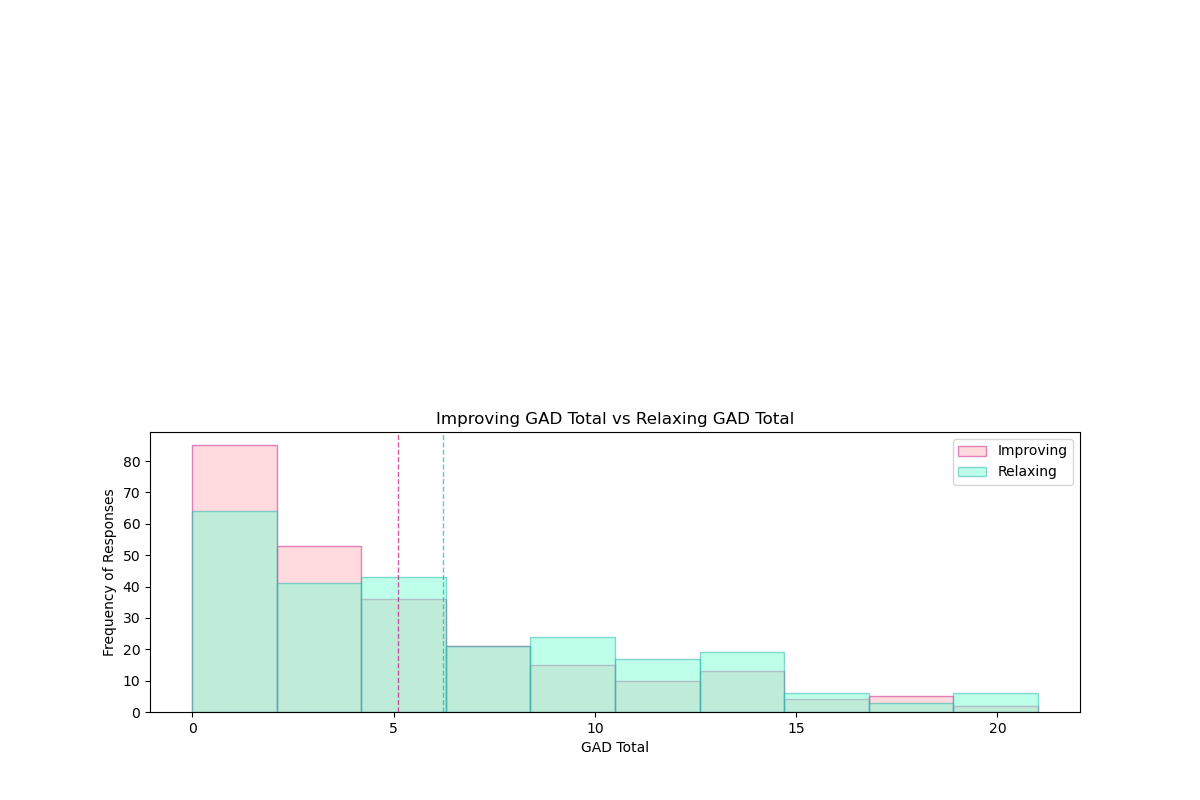 Improving GAD Total vs Relaxing GAD Total
Improving
Relaxing
Frequency of Responses
80
70
60
50
40
30
20
10
0
0 5 10 15 20
GAD Total